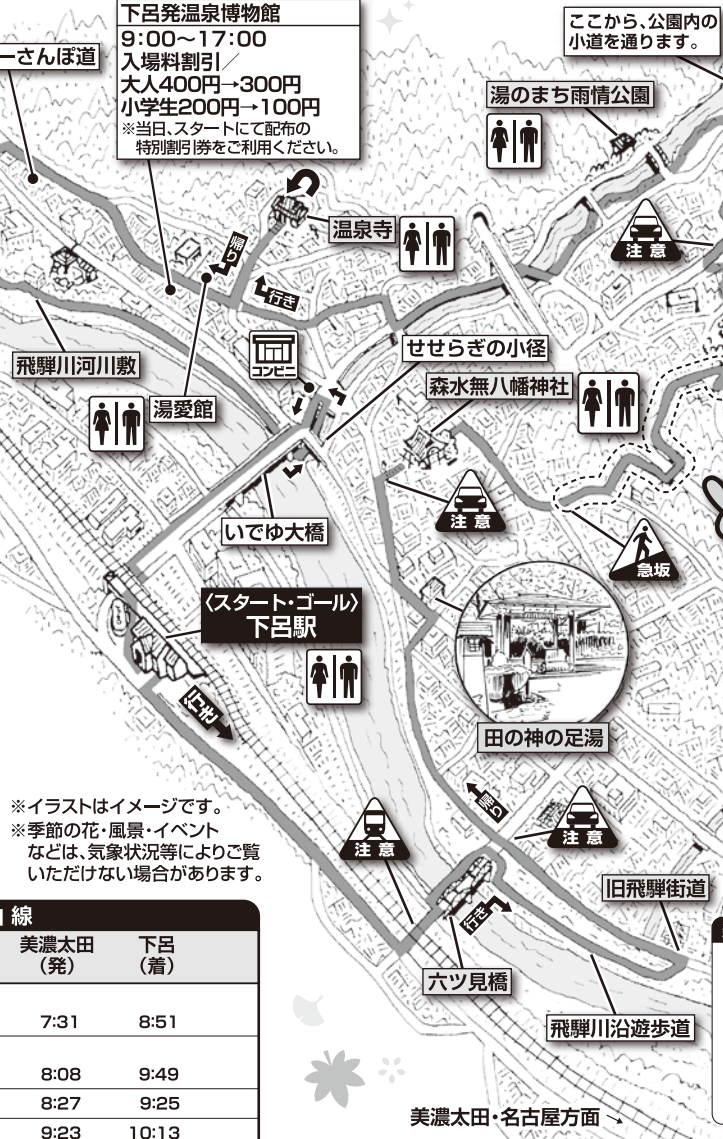 下呂発温泉博物館
9:00～17:00
入場料割引／
大人400円→300円
小学生200円→100円
※当日、スタートにて配布の
特別割引券をご利用ください。
ここから、公園内の
小道を通ります。
ーさんぽ道
湯のまち雨情公園
温泉寺
注意
帰り
行き
コンビニ
せせらぎの小径
飛騨川河川敷
湯愛館
森水無八幡神社
注意
いでゆ大橋
急坂
〈スタート・ゴール〉
下呂駅
行き
田の神の足湯
※イラストはイメージです。
※季節の花・風景・イベント
などは、気象状況等によりご覧
いただけない場合があります。
帰り
注意
注意
旧飛騨街道
行き
六ツ見橋
飛騨川沿遊歩道
線
美濃太田
（発）
下呂
（着）
7:31 8:51
8:08 9:49
8:27 9:25
9:23 10:13
美濃太田・名古屋方面